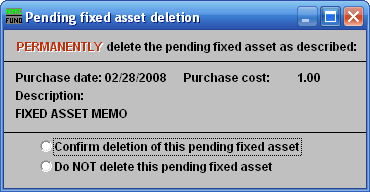 FUND
Pending fixed asset deletion
PERMANENTLY delete the pending fixed asset as described:
Purchase date: 02/28/2008 Purchase cost: 1.00
Description:
FIXED ASSET MEMO
Confirm deletion of this pending fixed asset
Do NOT delete this pending fixed asset